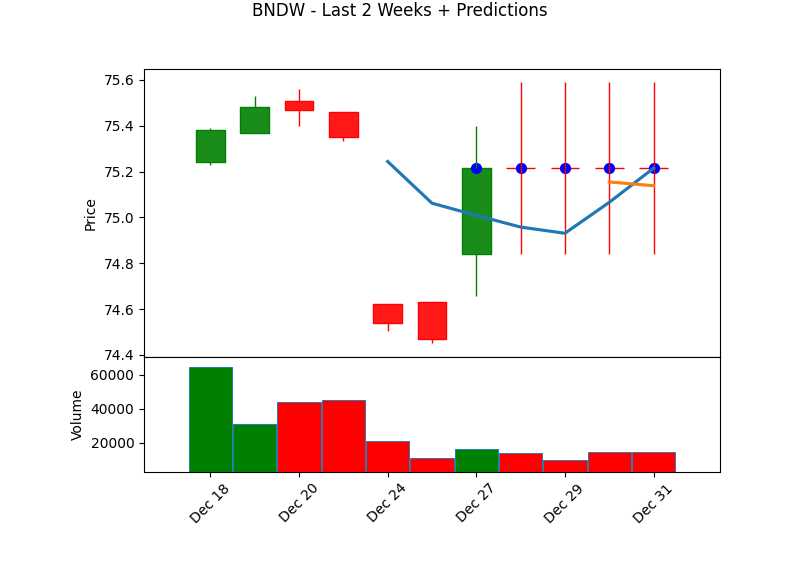 BNDW - Last 2 Weeks + Predictions
75.6
75.4
75.2
75.0
74.8
74.6
74.4
Price
60000
40000
20000
Volume
Dec 18
Dec 20
Dec 24
Dec 27
Dec 29
Dec 31